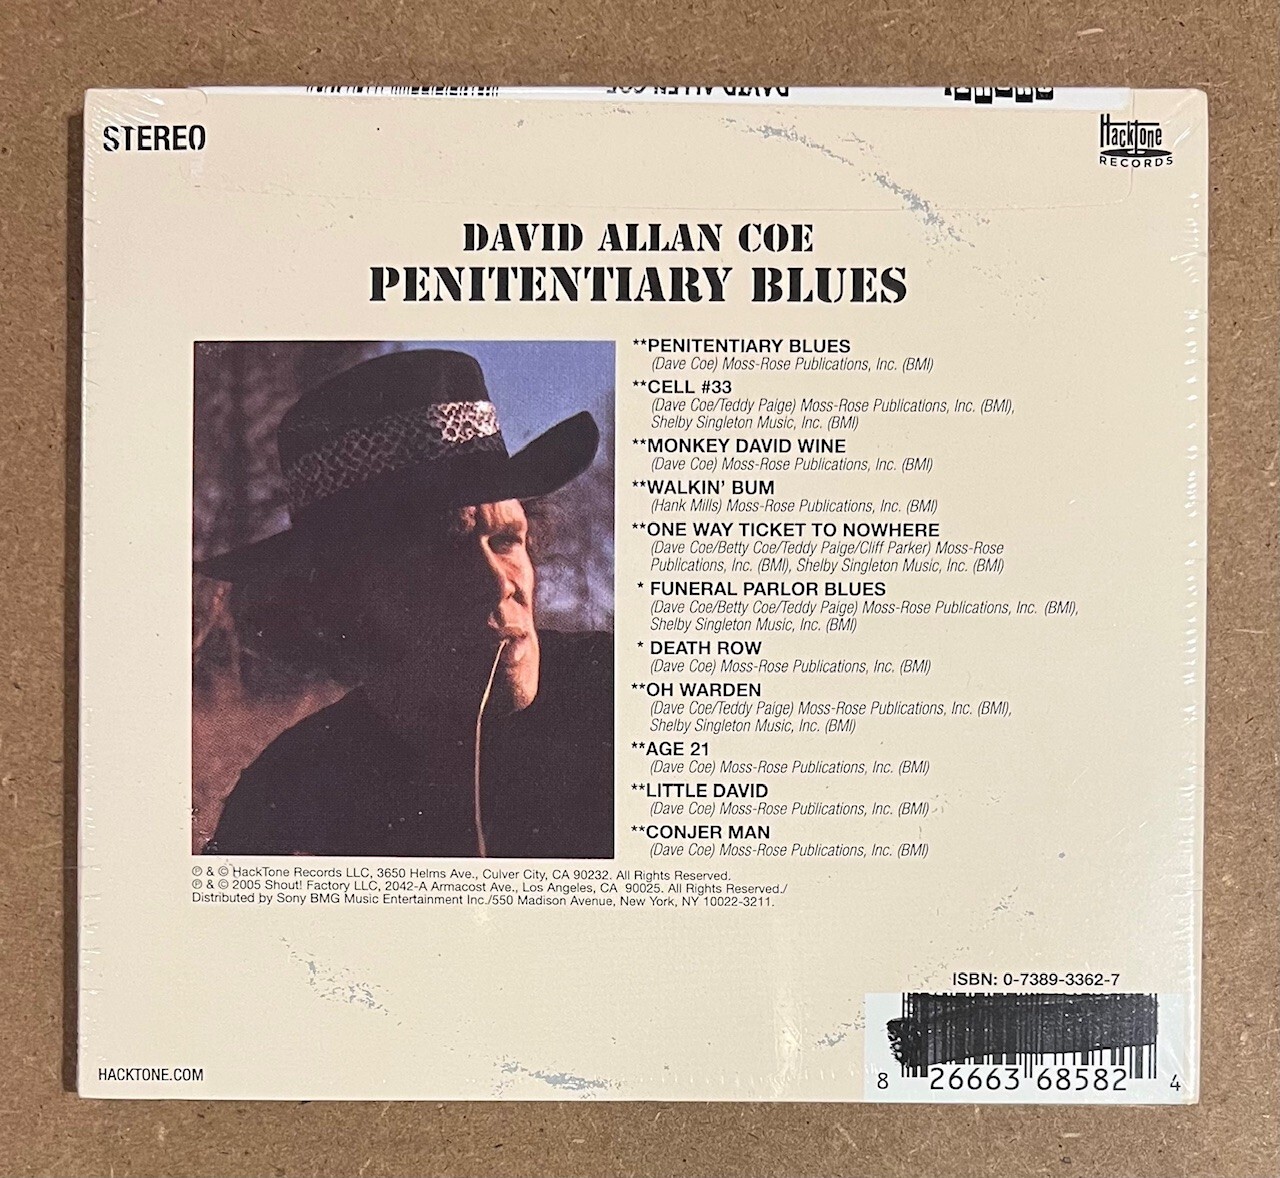 DAVID ALLEN COE
STEREO
HackTone
RECORDS
DAVID ALLAN COE
PENITENTIARY BLUES
**PENITENTIARY BLUES
(Dave Coe) Moss-Rose Publications, Inc. (BMI)
**CELL #33
(Dave Coe/Teddy Paige) Moss-Rose Publications, Inc. (BMI),
Shelby Singleton Music, Inc. (BMI)
**MONKEY DAVID WINE
(Dave Coe) Moss-Rose Publications, Inc. (BMI)
**WALKIN' BUM
(Hank Mills) Moss-Rose Publications, Inc. (BMI)
**ONE WAY TICKET TO NOWHERE
(Dave Coe/Betty Coe/Teddy Paige/Cliff Parker) Moss-Rose
Publications, Inc. (BMI), Shelby Singleton Music, Inc. (BMI)
* FUNERAL PARLOR BLUES
(Dave Coe/Betty Coe/Teddy Paige) Moss-Rose Publications, Inc. (BMI),
Shelby Singleton Music, Inc. (BMI)
* DEATH ROW
(Dave Coe) Moss-Rose Publications, Inc. (BMI)
**OH WARDEN
(Dave Coe/Teddy Paige) Moss-Rose Publications, Inc. (BMI),
Shelby Singleton Music, Inc. (BMI)
**AGE 21
(Dave Coe) Moss-Rose Publications, Inc. (BMI)
**LITTLE DAVID
(Dave Coe) Moss-Rose Publications, Inc. (BMI)
**CONJER MAN
(Dave Coe) Moss-Rose Publications, Inc. (BMI)
℗ & © HackTone Records LLC, 3650 Helms Ave., Culver City, CA 90232. All Rights Reserved.
℗ & © 2005 Shout! Factory LLC, 2042-A Armacost Ave., Los Angeles, CA 90025. All Rights Reserved./
Distributed by Sony BMG Music Entertainment Inc./550 Madison Avenue, New York, NY 10022-3211.
ISBN: 0-7389-3362-7
8 26663 68582 4
HACKTONE.COM